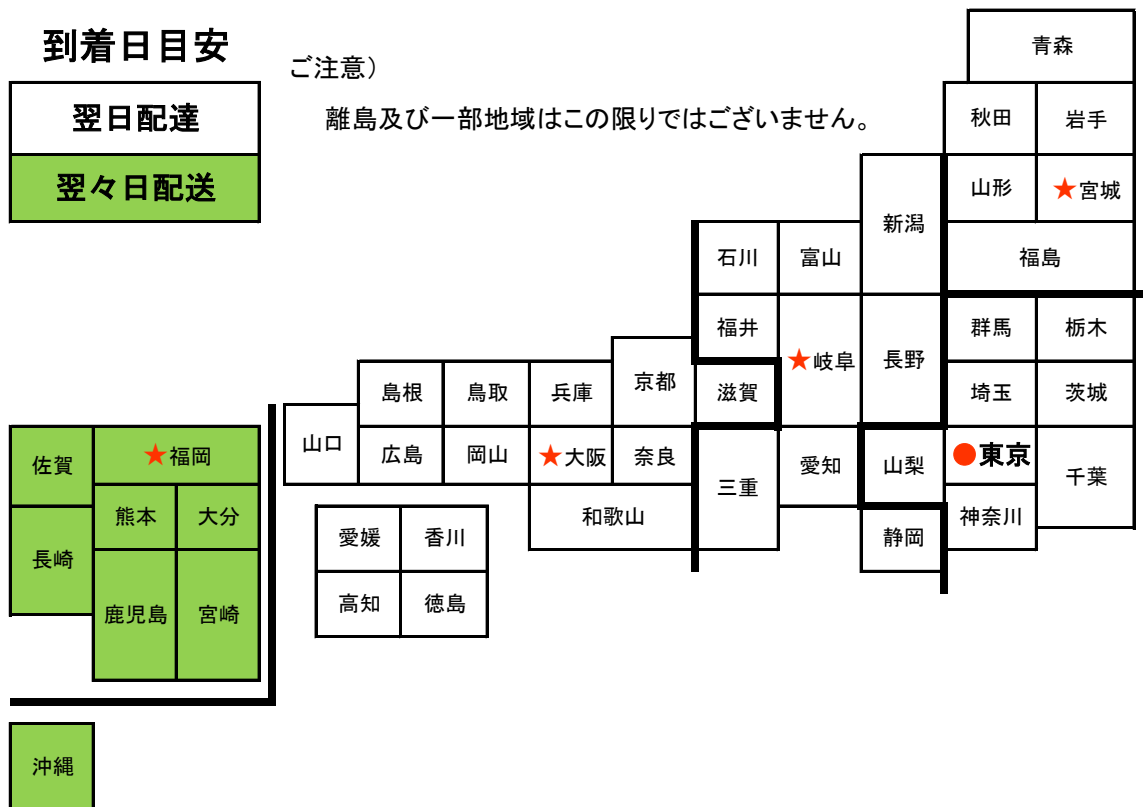 到着日目安
ご注意）
翌日配達
離島及び一部地域はこの限りではございません。
翌々日配送
青森
秋田
岩手
山形
★宮城
新潟
福島
石川
富山
福井
★岐阜
長野
群馬
栃木
島根
鳥取
兵庫
京都
滋賀
埼玉
茨城
山口
広島
岡山
★大阪
奈良
三重
愛知
山梨
●東京
千葉
佐賀
★福岡
熊本
大分
和歌山
静岡
神奈川
長崎
愛媛
香川
鹿児島
宮崎
高知
徳島
沖縄